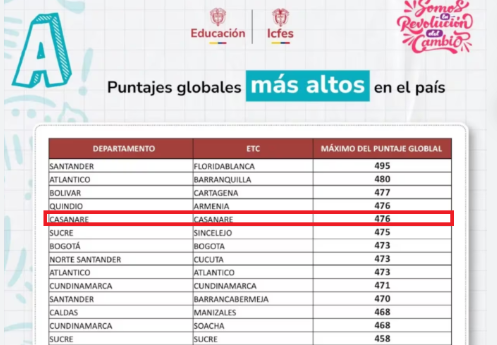 A
Educación
Icfes
Somos
la
Revolución
del
Cambio
Puntajes globales más altos en el país
DEPARTAMENTO ETC MÁXIMO DEL PUNTAJE GLOBLAL
SANTANDER FLORIDABLANCA 495
ATLANTICO BARRANQUILLA 480
BOLIVAR CARTAGENA 477
QUINDIO ARMENIA 476
CASANARE CASANARE 476
SUCRE SINCELEJO 475
BOGOTÁ BOGOTA 473
NORTE SANTANDER CUCUTA 473
ATLANTICO ATLANTICO 473
CUNDINAMARCA CUNDINAMARCA 471
SANTANDER BARRANCABERMEJA 470
CALDAS MANIZALES 468
CUNDINAMARCA SOACHA 468
SUCRE SUCRE 458